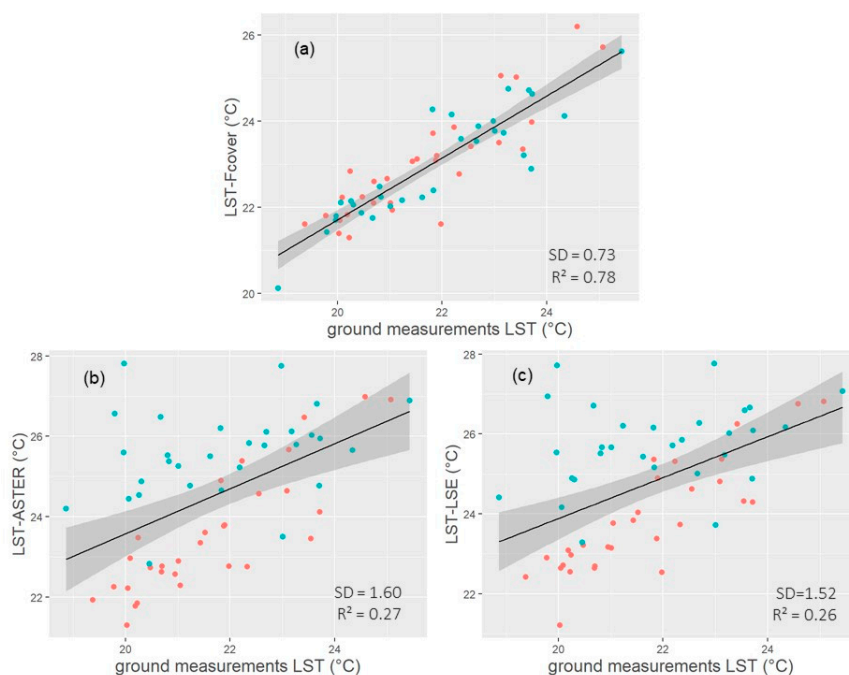 (a)
26
24
22
20
LST-Fcover (°C)
SD = 0.73
R² = 0.78
20
22
24
ground measurements LST (°C)
(b)
28
26
24
22
LST-ASTER (°C)
SD = 1.60
R² = 0.27
20
22
24
ground measurements LST (°C)
(c)
28
26
24
22
LST-LSE (°C)
SD=1.52
R² = 0.26
20
22
24
ground measurements LST (°C)